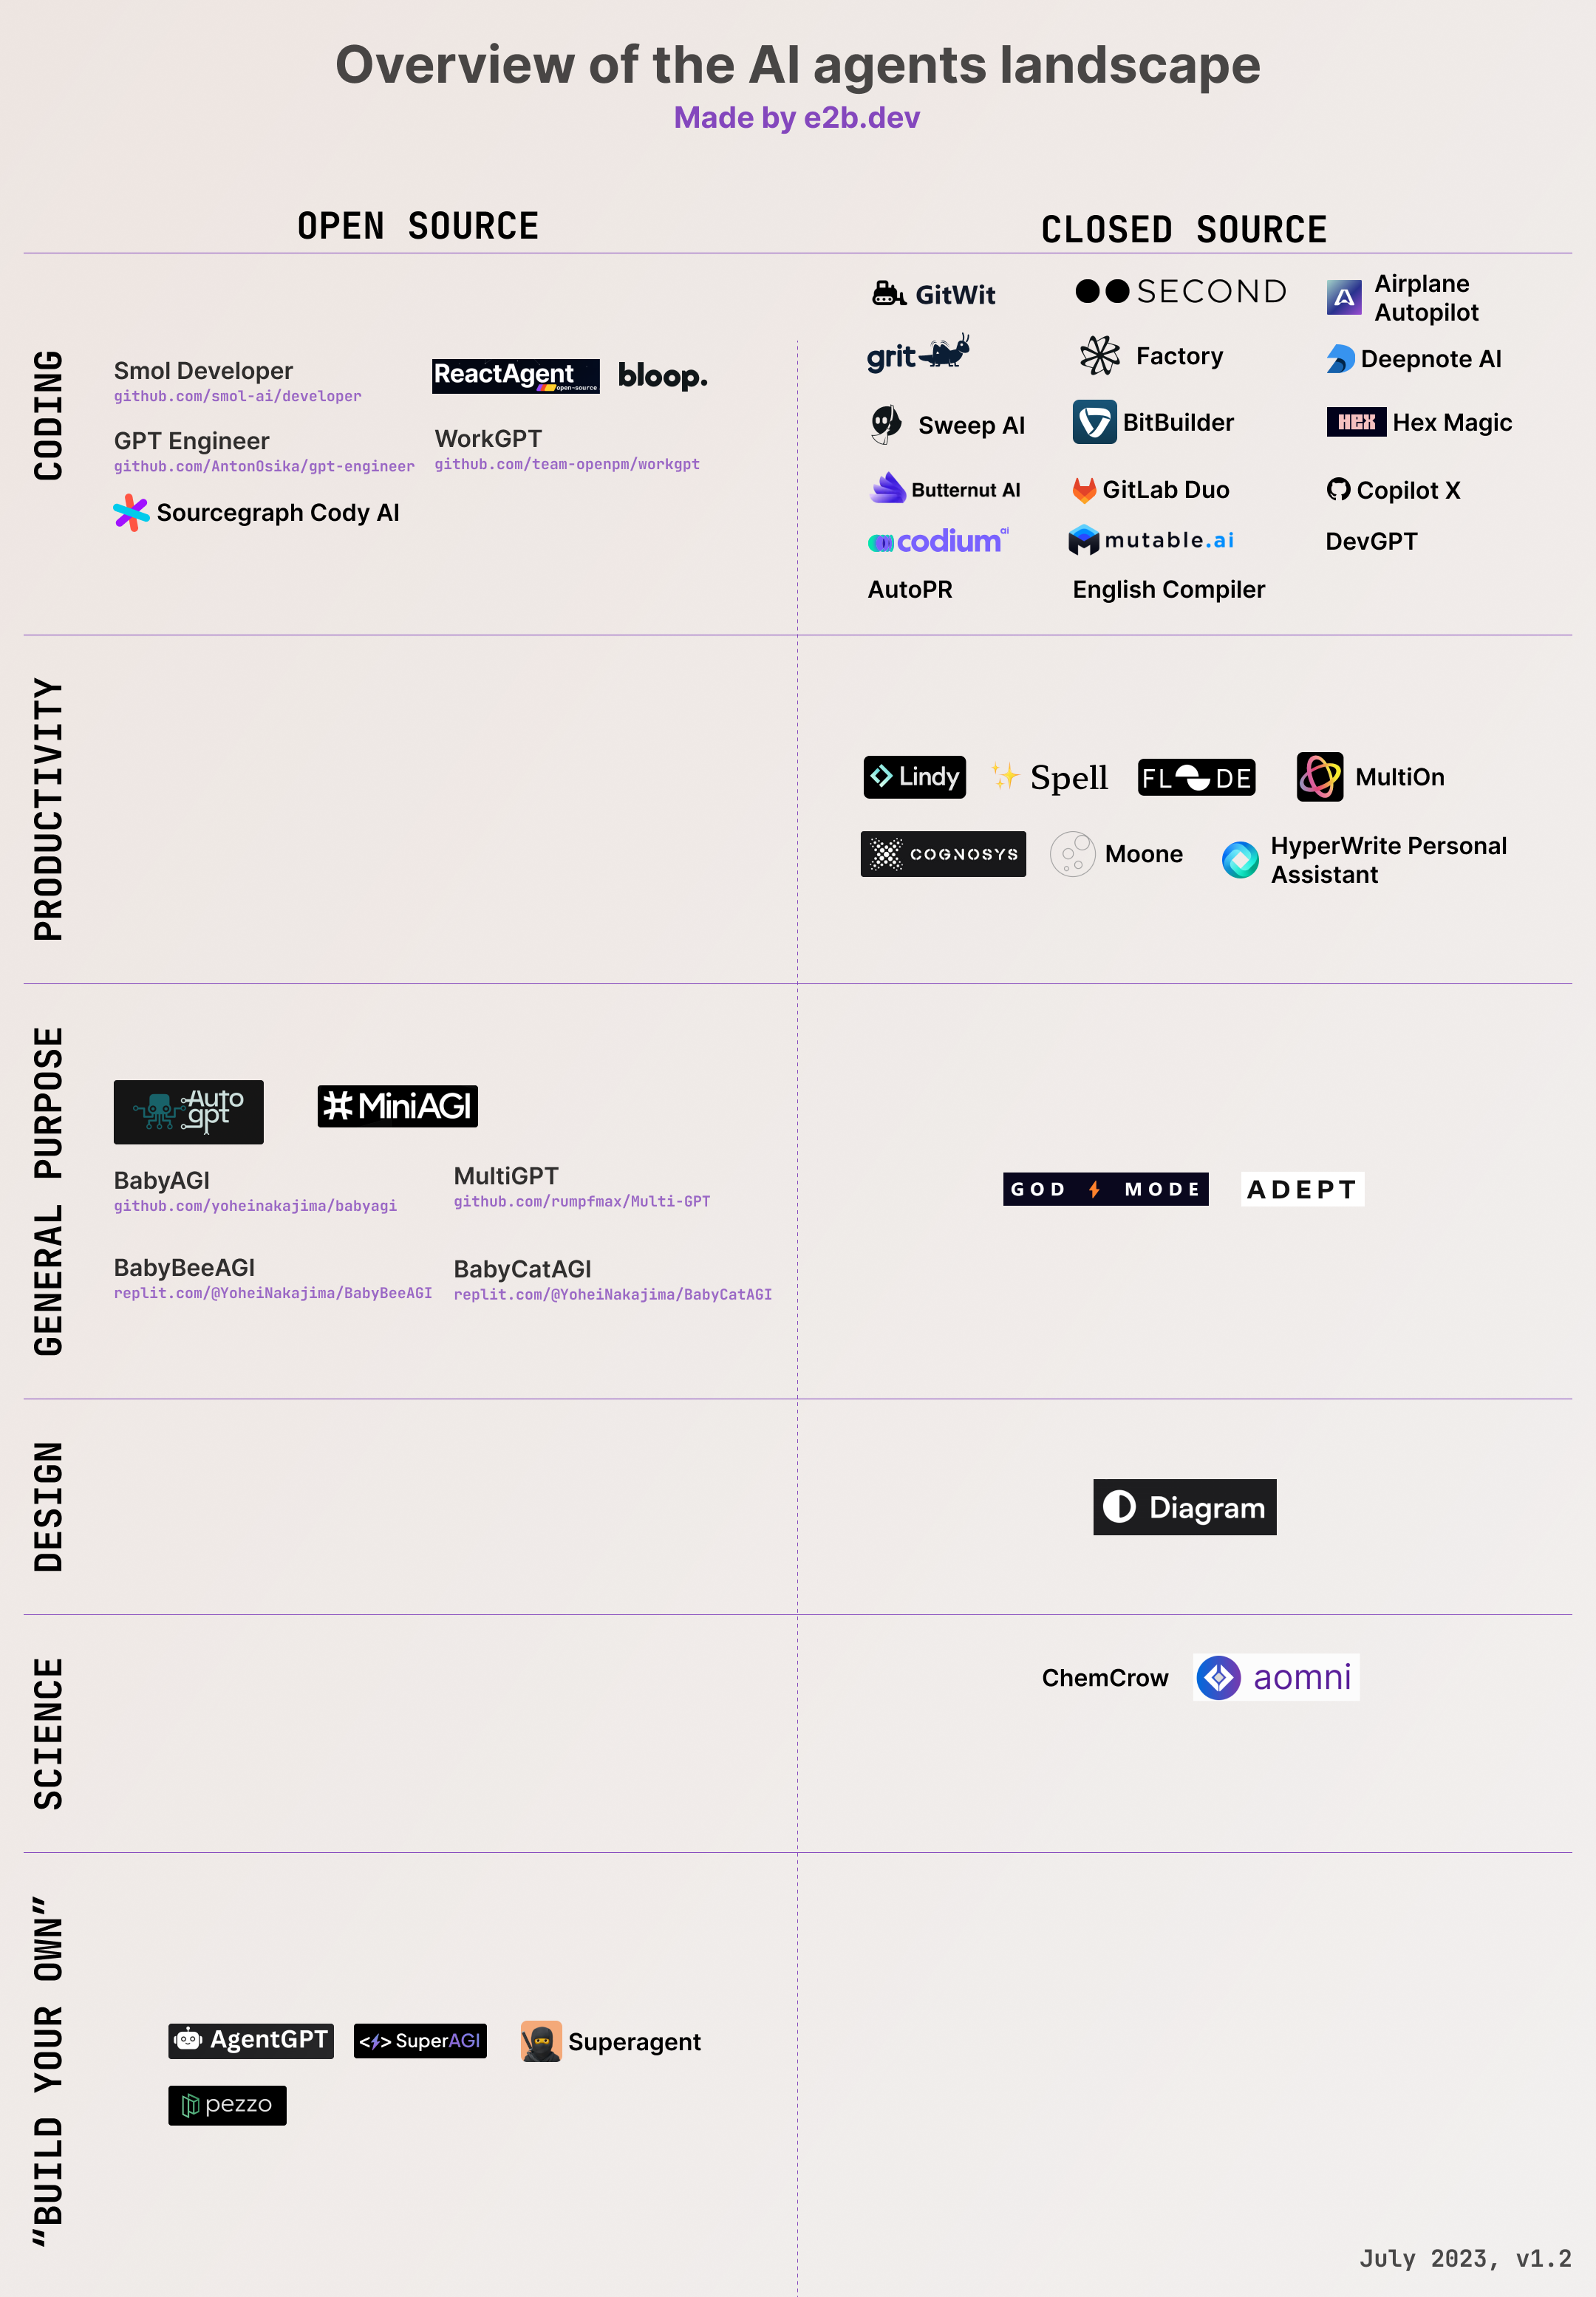 Overview of the AI agents landscape
Made by e2b.dev
OPEN SOURCE
CLOSED SOURCE
CODING
Smol Developer
github.com/smol-ai/developer
ReactAgent
open-source
bloop.
GPT Engineer
github.com/AntonOsika/gpt-engineer
WorkGPT
github.com/team-openpm/workgpt
Sourcegraph Cody AI
GitWit
SECOND
Airplane
Autopilot
grit
Factory
Deepnote AI
Sweep AI
BitBuilder
HEX
Hex Magic
Butternut AI
GitLab Duo
Copilot X
codium ai
mutable.ai
DevGPT
AutoPR
English Compiler
PRODUCTIVITY
Lindy
Spell
FL DE
MultiOn
COGNOSYS
Moone
HyperWrite Personal
Assistant
GENERAL PURPOSE
Auto
gpt
MiniAGI
BabyAGI
github.com/yoheinakajima/babyagi
MultiGPT
github.com/rumpfmax/Multi-GPT
BabyBeeAGI
replit.com/@YoheiNakajima/BabyBeeAGI
BabyCatAGI
replit.com/@YoheiNakajima/BabyCatAGI
GOD MODE
ADEPT
DESIGN
Diagram
SCIENCE
ChemCrow
aomni
“BUILD YOUR OWN”
AgentGPT
SuperAGI
Superagent
pezzo
July 2023, v1.2